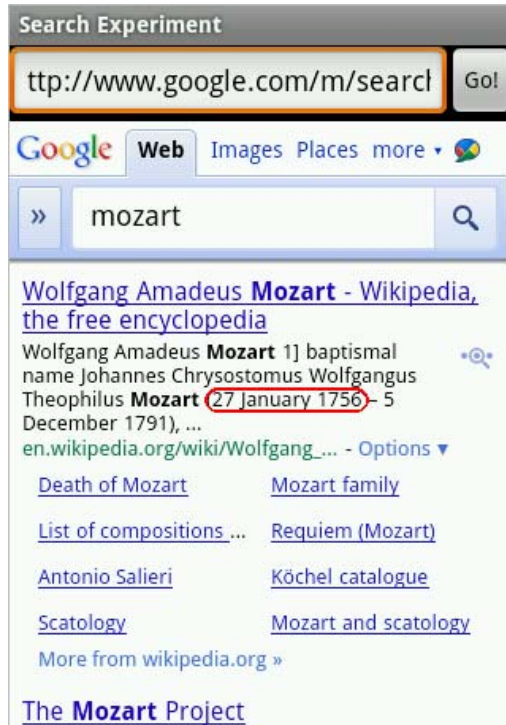 Search Experiment
ttp://www.google.com/m/search Go!
Google Web Images Places more ▾
» mozart
Wolfgang Amadeus Mozart - Wikipedia,
the free encyclopedia
Wolfgang Amadeus Mozart 1] baptismal
name Johannes Chrysostomus Wolfgangus
Theophilus Mozart (27 January 1756 – 5
December 1791), ...
en.wikipedia.org/wiki/Wolfgang_... - Options ▾
Death of Mozart Mozart family
List of compositions ... Requiem (Mozart)
Antonio Salieri Köchel catalogue
Scatology Mozart and scatology
More from wikipedia.org »
The Mozart Project